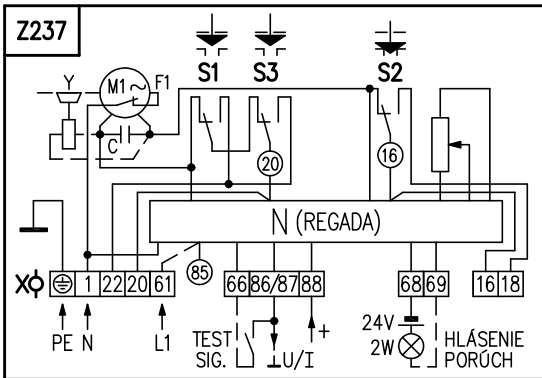 Z237
S1 S3 S2
Y M1 ~ F1
C
20 16
N (REGADA)
X 1 22 20 61 85 66 86/87 88 68 69 16 18
PE N L1
TEST SIG.
U/I
+
24V
2W
HLÁSENIE
PORÚCH